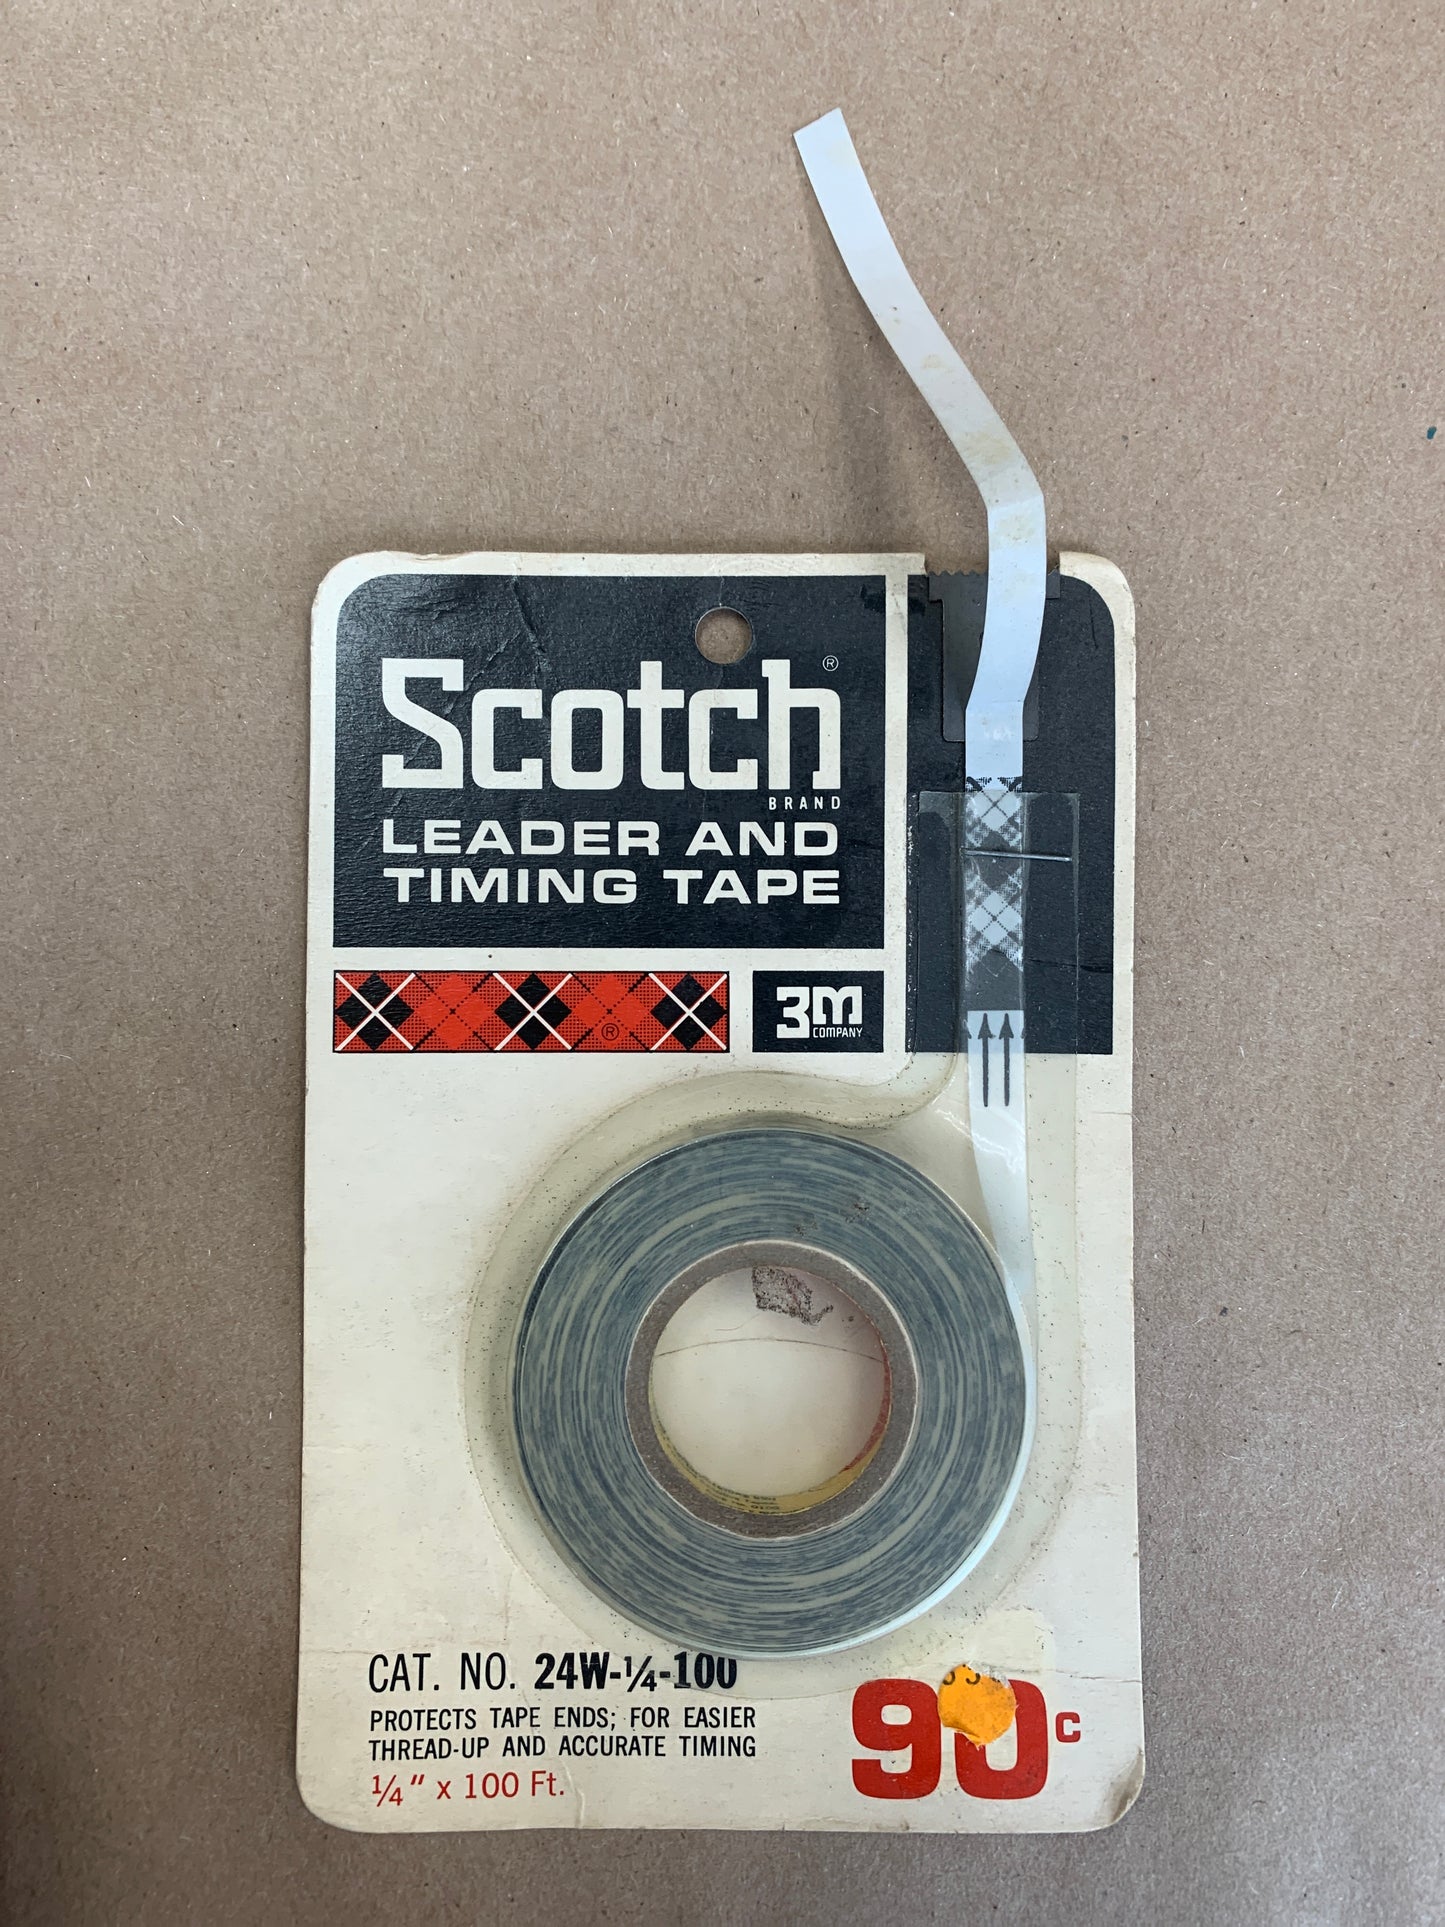 Scotch®
BRAND
LEADER AND
TIMING TAPE
®
3M
COMPANY
CAT. NO. 24W-¼-100
PROTECTS TAPE ENDS; FOR EASIER
THREAD-UP AND ACCURATE TIMING
¼" x 100 Ft.
90c